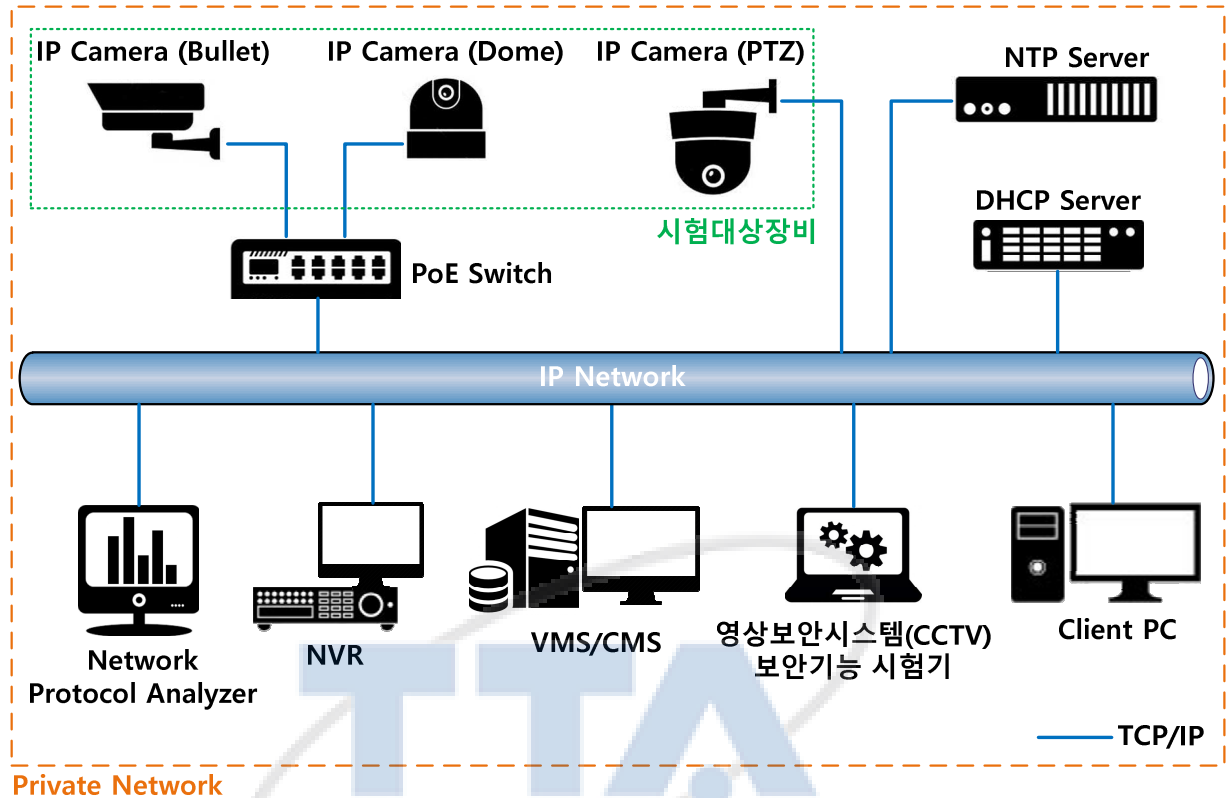 IP Camera (Bullet)
IP Camera (Dome)
IP Camera (PTZ)
NTP Server
DHCP Server
시험대상장비
PoE Switch
IP Network
Network
Protocol Analyzer
NVR
VMS/CMS
영상보안시스템(CCTV)
보안기능 시험기
Client PC
TCP/IP
Private Network
TTA